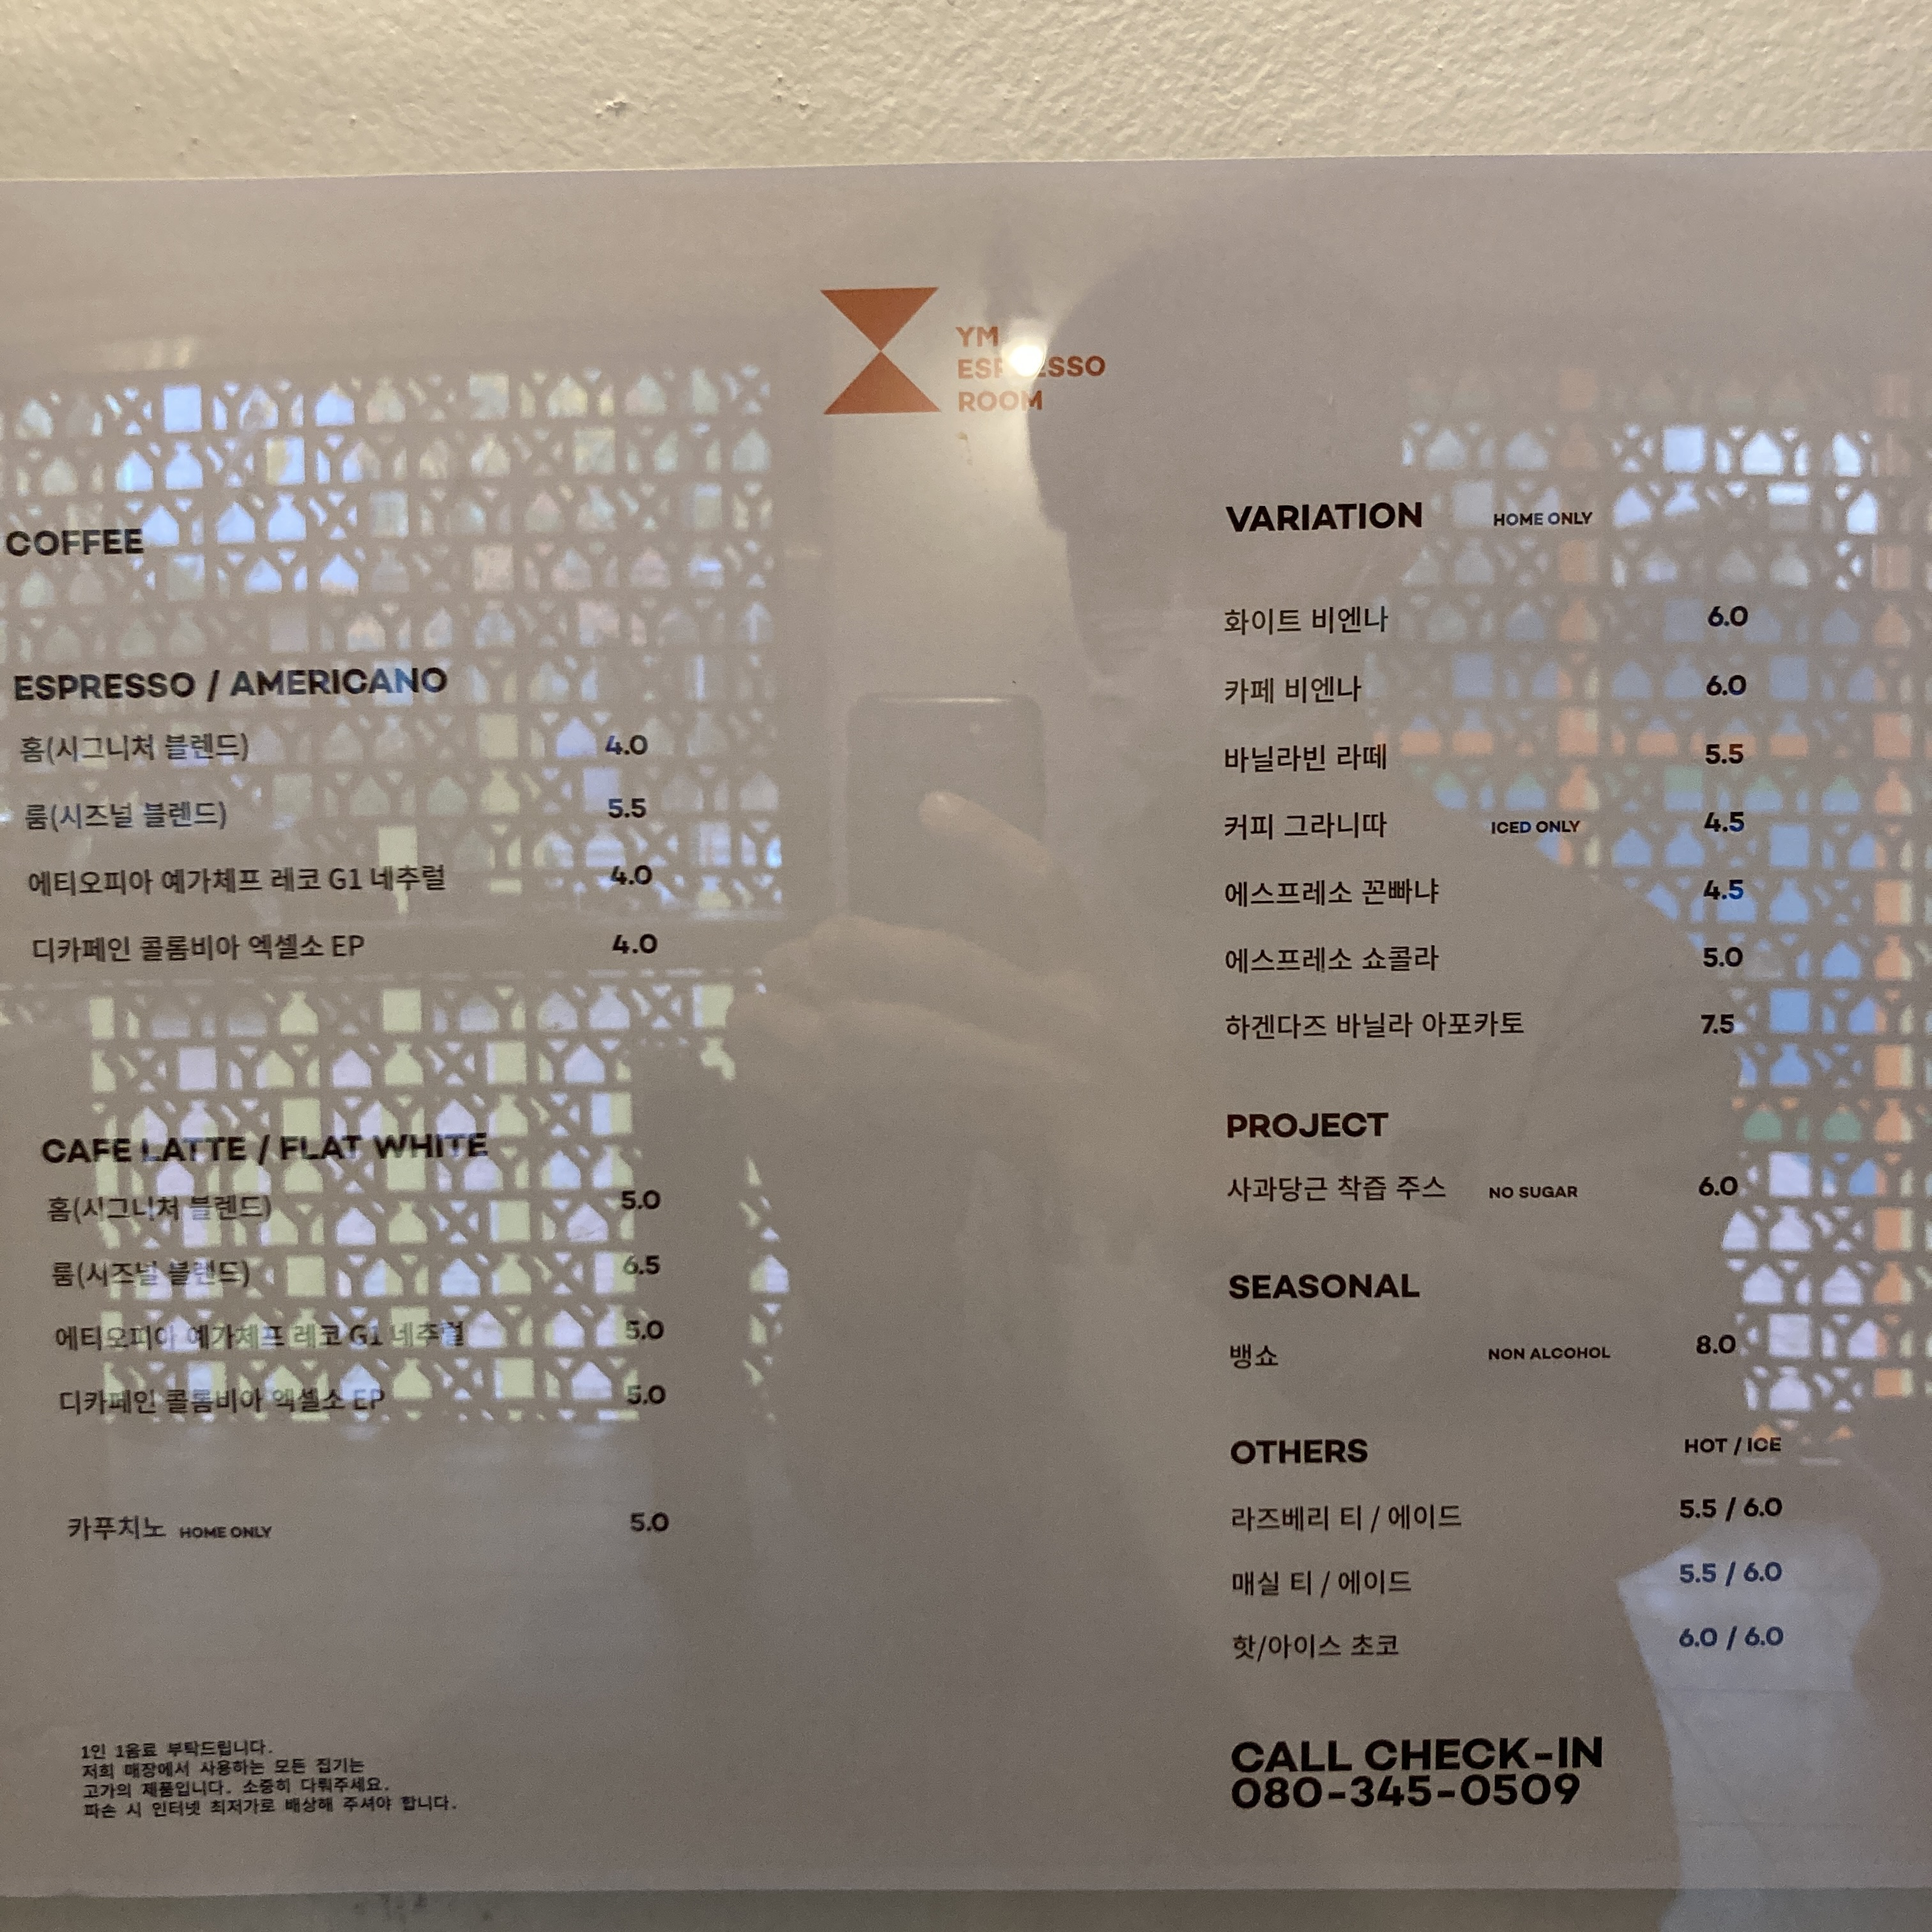 YM
ESPRESSO
ROOM
COFFEE
ESPRESSO / AMERICANO
홈(시그니처 블렌드) 4.0
룸(시즈널 블렌드) 5.5
에티오피아 예가체프 레코 G1 네추럴 4.0
디카페인 콜롬비아 엑셀소 EP 4.0
CAFE LATTE / FLAT WHITE
홈(시그니처 블렌드) 5.0
룸(시즈널 블렌드) 6.5
에티오피아 예가체프 레코 G1 네추럴 5.0
디카페인 콜롬비아 엑셀소 EP 5.0
카푸치노 HOME ONLY 5.0
1인 1음료 부탁드립니다.
저희 매장에서 사용하는 모든 집기는
고가의 제품입니다. 소중히 다뤄주세요.
파손 시 인터넷 최저가로 배상해 주셔야 합니다.
VARIATION HOME ONLY
화이트 비엔나 6.0
카페 비엔나 6.0
바닐라빈 라떼 5.5
커피 그라니따 ICED ONLY 4.5
에스프레소 꼰빠냐 4.5
에스프레소 쇼콜라 5.0
하겐다즈 바닐라 아포카토 7.5
PROJECT
사과당근 착즙 주스 NO SUGAR 6.0
SEASONAL
뱅쇼 NON ALCOHOL 8.0
OTHERS HOT / ICE
라즈베리 티 / 에이드 5.5 / 6.0
매실 티 / 에이드 5.5 / 6.0
핫/아이스 초코 6.0 / 6.0
CALL CHECK-IN
080-345-0509